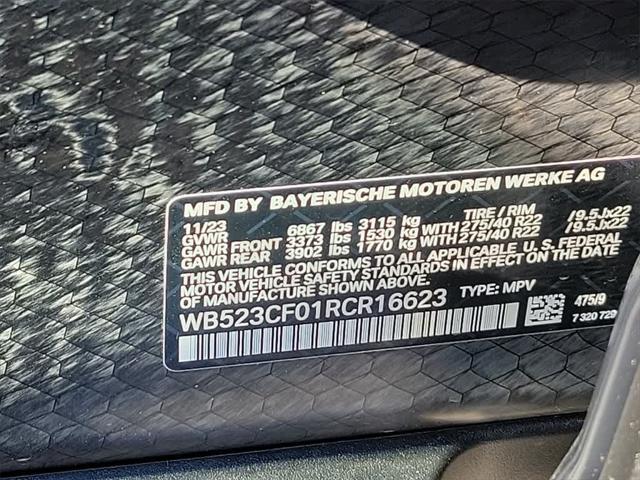 MFD BY BAYERISCHE MOTOREN WERKE AG
11/23 TIRE / RIM
GVWR 6867 lbs 3115 kg
GAWR FRONT 3373 lbs 1530 kg WITH 275/40 R22 /9.5Jx22
GAWR REAR 3902 lbs 1770 kg WITH 275/40 R22 /9.5Jx22
THIS VEHICLE CONFORMS TO ALL APPLICABLE U. S. FEDERAL
MOTOR VEHICLE SAFETY STANDARDS IN EFFECT ON THE DATE
OF MANUFACTURE SHOWN ABOVE.
WB523CF01RCR16623 TYPE: MPV
475/9
7 320 729